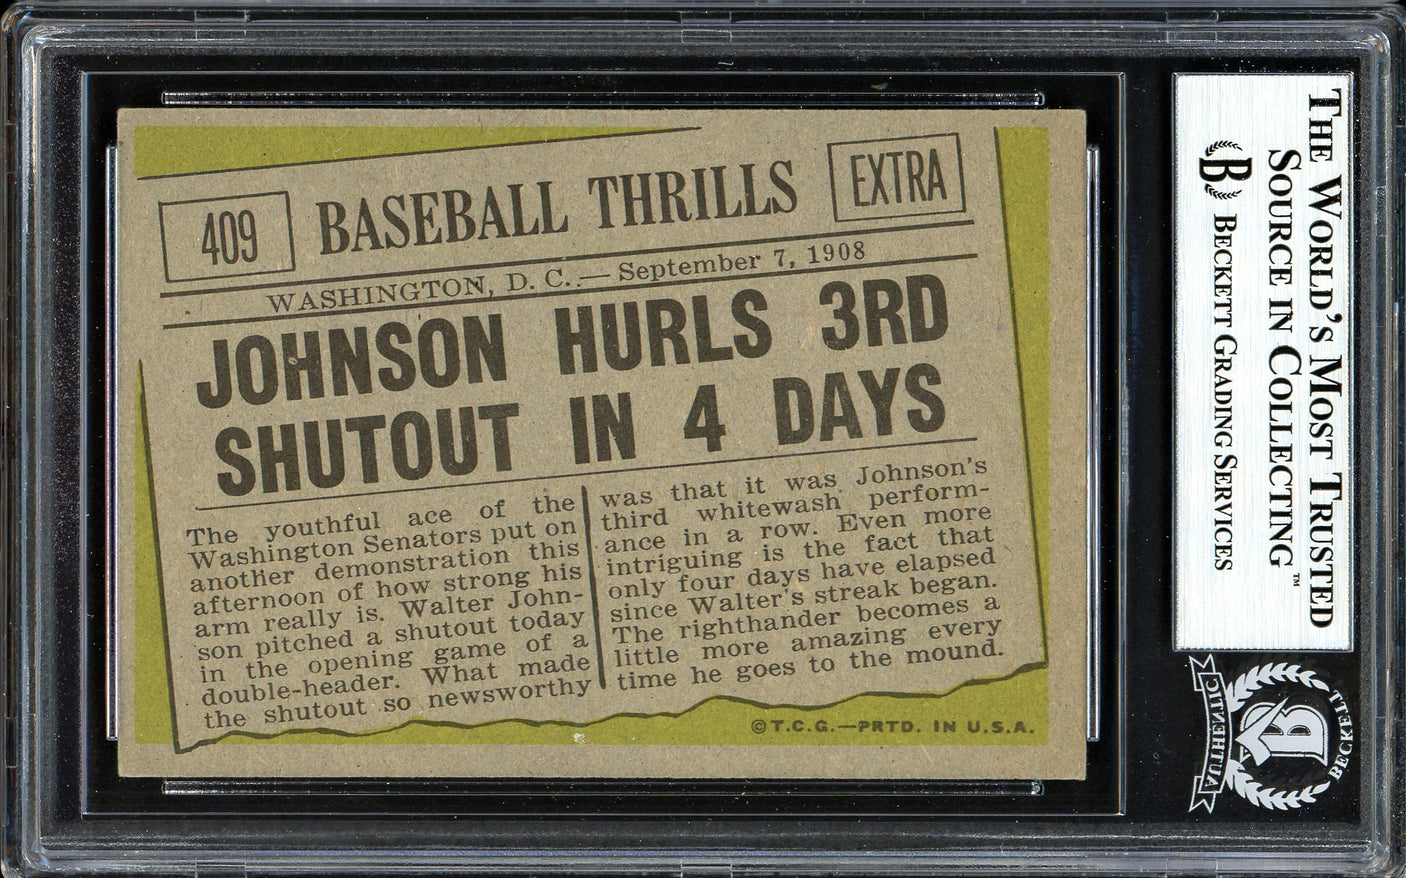 409
BASEBALL THRILLS
EXTRA
WASHINGTON, D. C.— September 7, 1908
JOHNSON HURLS 3RD
SHUTOUT IN 4 DAYS
The youthful ace of the
Washington Senators put on
another demonstration this
afternoon of how strong his
arm really is. Walter John-
son pitched a shutout today
in the opening game of a
double-header. What made
the shutout so newsworthy
was that it was Johnson's
third whitewash perform-
ance in a row. Even more
intriguing is the fact that
only four days have elapsed
since Walter's streak began.
The righthander becomes a
little more amazing every
time he goes to the mound.
©T.C.G.—PRTD. IN U.S.A.
THE WORLD'S MOST TRUSTED
SOURCE IN COLLECTING™
B BECKETT GRADING SERVICES
BECKETT
B
AUTHENTIC